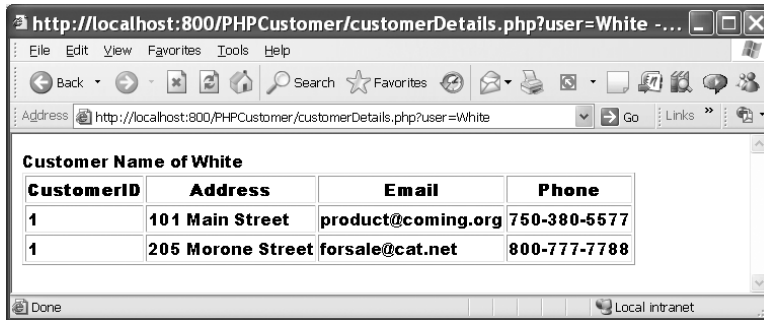 http://localhost:800/PHPCustomer/customerDetails.php?user=White -...
File Edit View Favorites Tools Help
Back Search Favorites
Address http://localhost:800/PHPCustomer/customerDetails.php?user=White Go Links »
Customer Name of White
CustomerID Address Email Phone
1 101 Main Street product@coming.org 750-380-5577
1 205 Morone Street forsale@cat.net 800-777-7788
Done Local intranet